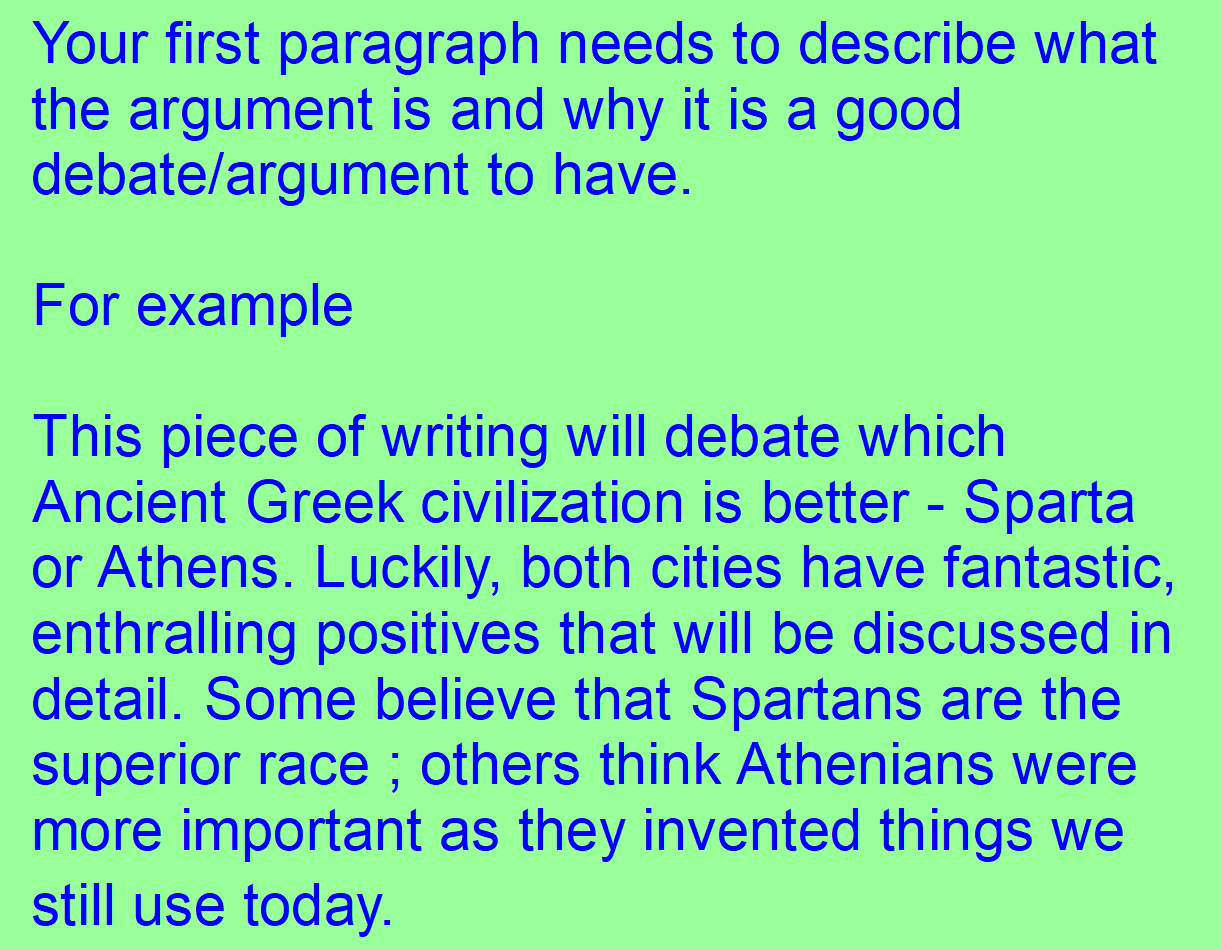 Your first paragraph needs to describe what
the argument is and why it is a good
debate/argument to have.
For example
This piece of writing will debate which
Ancient Greek civilization is better - Sparta
or Athens. Luckily, both cities have fantastic,
enthralling positives that will be discussed in
detail. Some believe that Spartans are the
superior race ; others think Athenians were
more important as they invented things we
still use today.